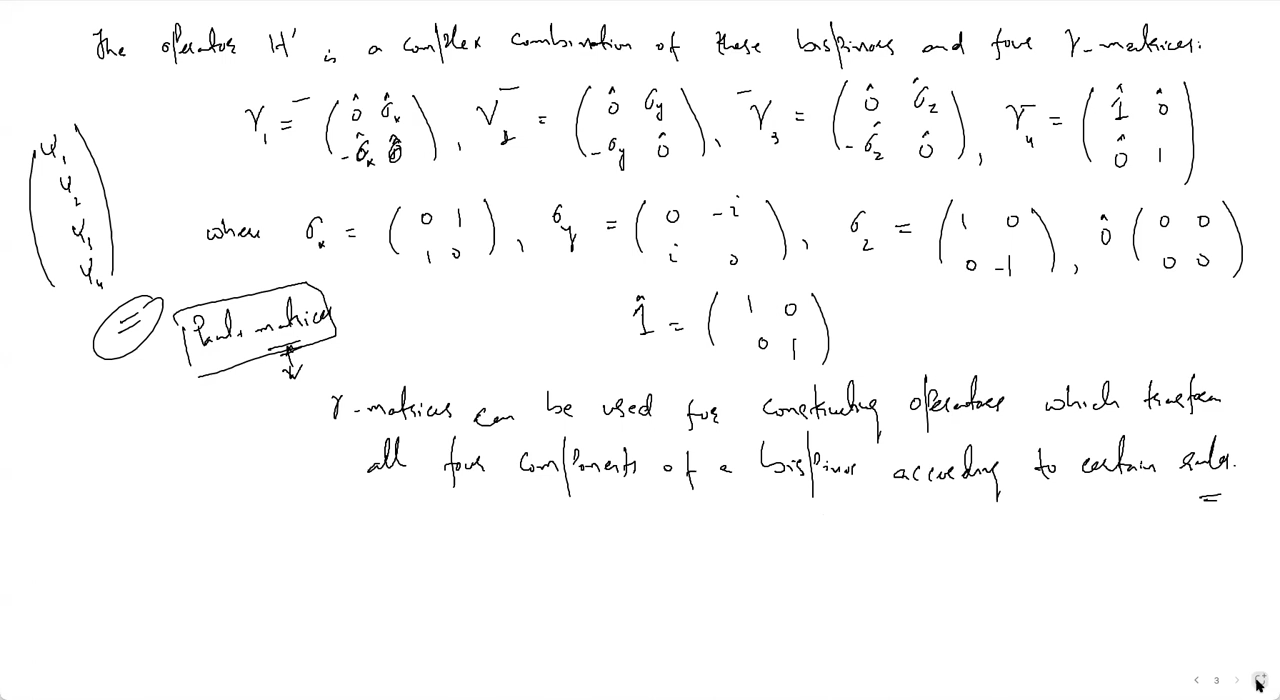 The operator H' is a complex combination of these bispinors and four γ-matrices:
γ₁ = ( 0̂ σ̂ₓ ; -σ̂ₓ 0̂ ), γ₂ = ( 0̂ σy ; -σy 0̂ ), γ₃ = ( 0̂ σ̂z ; -σ̂z 0̂ ), γ₄ = ( 1̂ 0̂ ; 0̂ 1 )
( ψ₁ ; ψ₂ ; ψ₁ ; ψ₄ )
where σₓ = ( 0 1 ; 1 0 ), σy = ( 0 -i ; i 0 ), σz = ( 1 0 ; 0 -1 ), 0̂ ( 0 0 ; 0 0 )
= Pauli matrices
1̂ = ( 1 0 ; 0 1 )
γ-matrices can be used for constructing operators which transform
all four components of a bispinor according to certain rules.
3